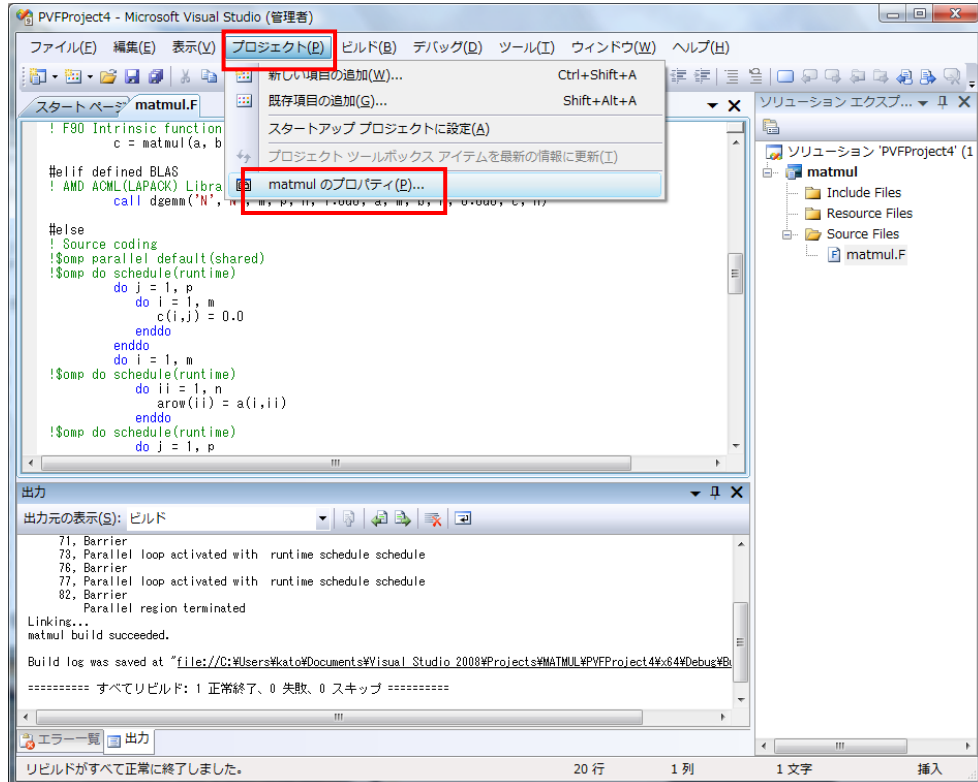 PVFProject4 - Microsoft Visual Studio (管理者)
ファイル(F) 編集(E) 表示(V) プロジェクト(P) ビルド(B) デバッグ(D) ツール(T) ウィンドウ(W) ヘルプ(H)
新しい項目の追加(W)... Ctrl+Shift+A
既存項目の追加(G)... Shift+Alt+A
スタートアップ プロジェクトに設定(A)
プロジェクト ツールボックス アイテムを最新の情報に更新(T)
matmul のプロパティ(P)...
スタート ページ matmul.F
! F90 Intrinsic function
c = matmul(a, b
#elif defined BLAS
! AMD ACML(LAPACK) Libra
call dgemm('N',
#else
! Source coding
!$omp parallel default(shared)
!$omp do schedule(runtime)
do j = 1, p
do i = 1, m
c(i,j) = 0.0
enddo
enddo
do i = 1, m
!$omp do schedule(runtime)
do ii = 1, n
arow(ii) = a(i,ii)
enddo
!$omp do schedule(runtime)
do j = 1, p
ソリューション エクスプ...
ソリューション 'PVFProject4' (1
matmul
Include Files
Resource Files
Source Files
matmul.F
出力
出力元の表示(S): ビルド
71, Barrier
73, Parallel loop activated with runtime schedule schedule
76, Barrier
77, Parallel loop activated with runtime schedule schedule
82, Barrier
Parallel region terminated
Linking...
matmul build succeeded.
Build log was saved at "file://C:¥Users¥kato¥Documents¥Visual Studio 2008¥Projects¥MATMUL¥PVFProject4¥x64¥Debug¥Bu
========== すべてリビルド: 1 正常終了、0 失敗、0 スキップ ==========
エラー一覧 出力
リビルドがすべて正常に終了しました。 20 行 1 列 1 文字 挿入